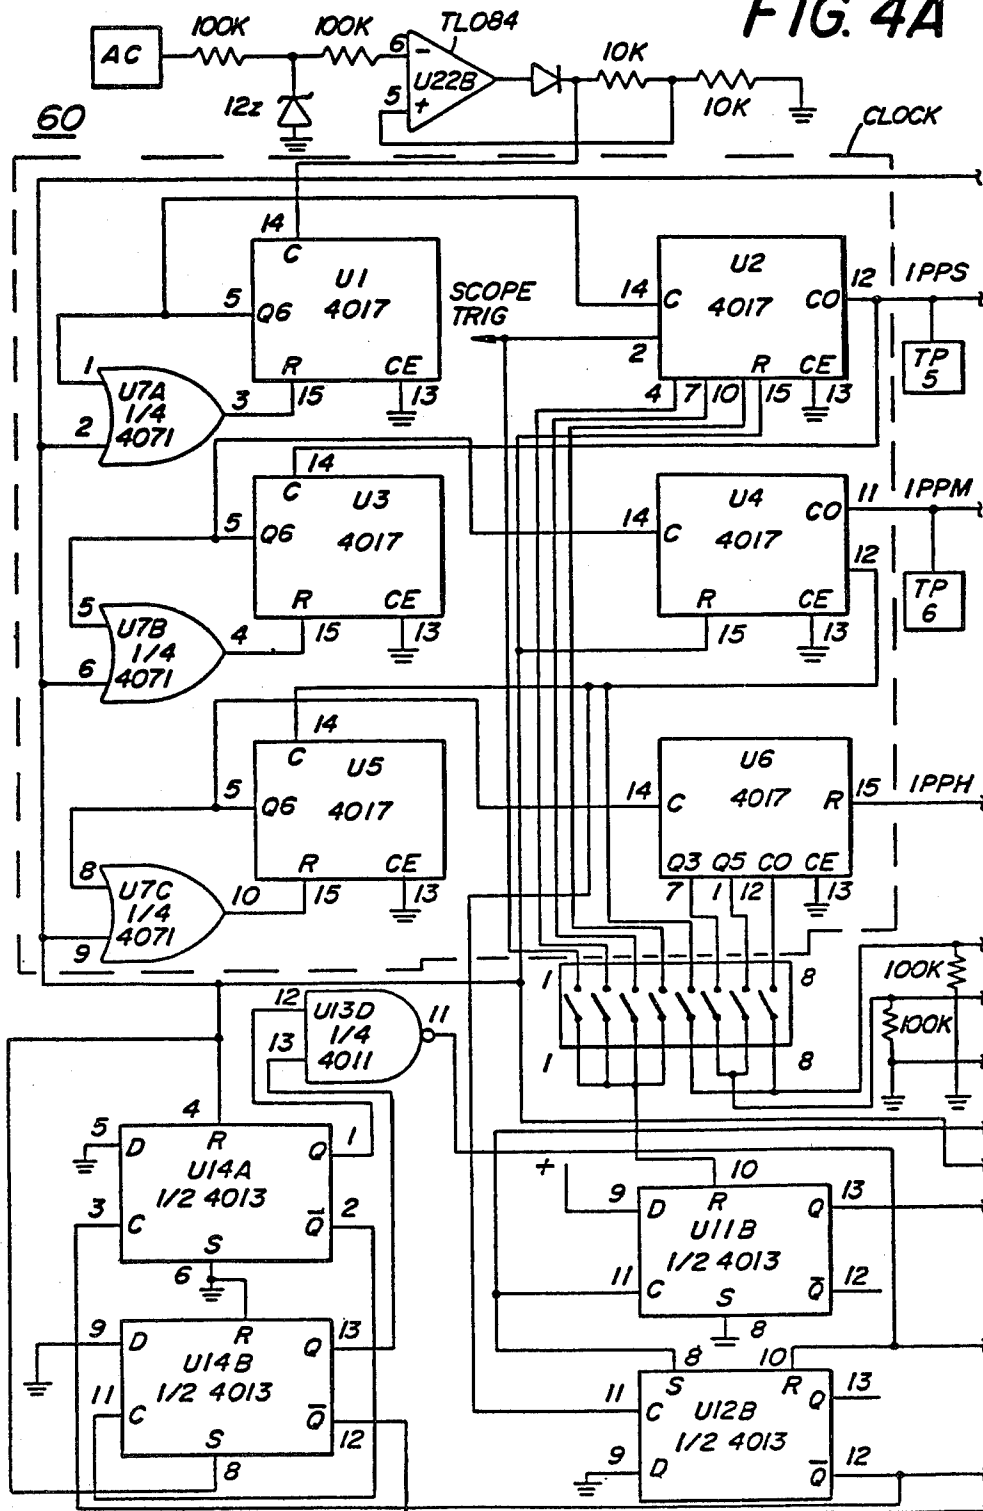 FIG. 4A
AC
100K
100K
TL084
6
-
U22B
5
+
10K
10K
12z
60
CLOCK
14
C
U1
4017
5
Q6
R
CE
15
13
SCOPE
TRIG
14
C
U2
4017
CO
12
1PPS
2
R
CE
4
7
10
15
13
TP
5
1
2
U7A
1/4
4071
3
14
C
U3
4017
5
Q6
R
CE
15
13
14
C
U4
4017
CO
11
1PPM
12
R
CE
15
13
TP
6
5
6
U7B
1/4
4071
4
14
C
U5
4017
5
Q6
R
CE
15
13
14
C
U6
4017
R
15
1PPH
Q3
Q5
CO
CE
7
1
12
13
8
9
U7C
1/4
4071
10
1
8
1
8
100K
100K
12
13
U13D
1/4
4011
11
4
5
D
R
Q
1
U14A
1/2 4013
3
C
Q̅
2
S
6
9
D
R
Q
13
U14B
1/2 4013
11
C
Q̅
12
S
8
+
10
9
D
R
Q
13
U11B
1/2 4013
11
C
Q̅
12
S
8
8
10
S
R
Q
13
11
C
U12B
1/2 4013
9
D
Q̅
12